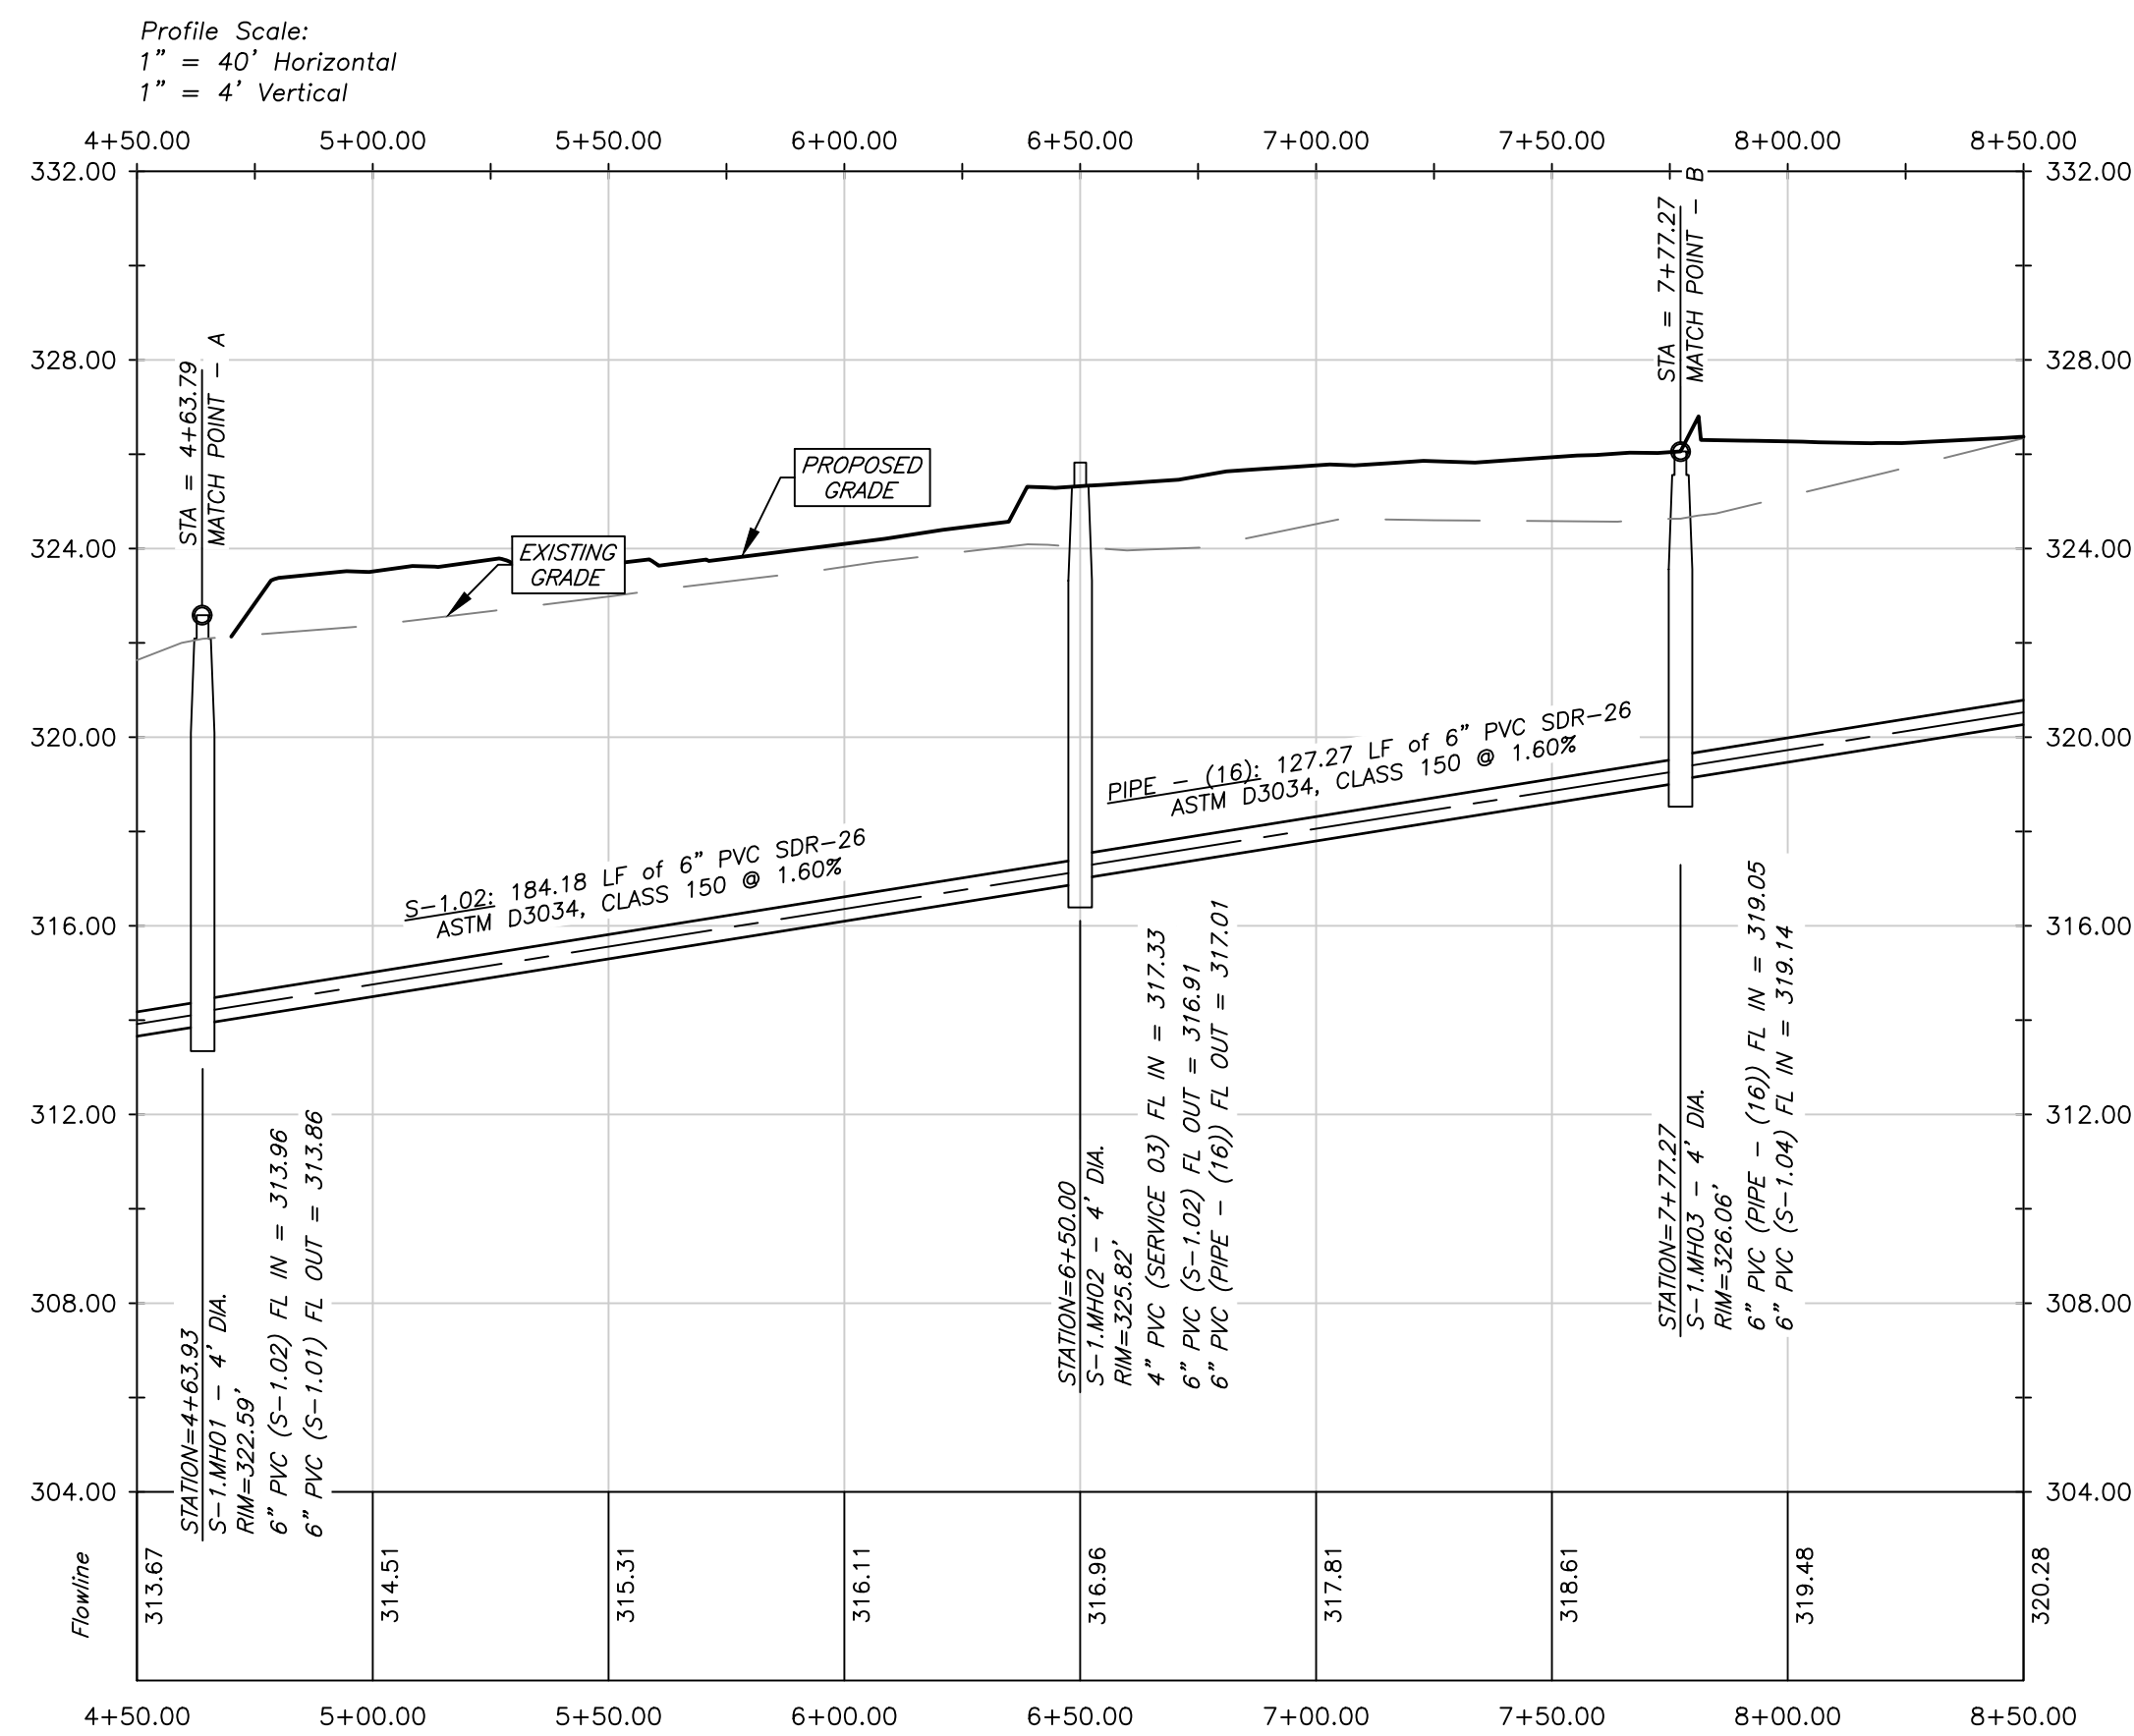 Profile Scale:
1" = 40' Horizontal
1" = 4' Vertical
4+50.00 5+00.00 5+50.00 6+00.00 6+50.00 7+00.00 7+50.00 8+00.00 8+50.00
332.00 332.00
328.00 328.00
324.00 324.00
320.00 320.00
316.00 316.00
312.00 312.00
308.00 308.00
304.00 304.00
STA = 4+63.79
MATCH POINT - A
STA = 7+77.27
MATCH POINT - B
PROPOSED
GRADE
EXISTING
GRADE
S-1.02: 184.18 LF of 6" PVC SDR-26
ASTM D3034, CLASS 150 @ 1.60%
PIPE - (16): 127.27 LF of 6" PVC SDR-26
ASTM D3034, CLASS 150 @ 1.60%
STATION=4+63.93
S-1.MH01 - 4' DIA.
RIM=322.59'
6" PVC (S-1.02) FL IN = 313.96
6" PVC (S-1.01) FL OUT = 313.86
STATION=6+50.00
S-1.MH02 - 4' DIA.
RIM=325.82'
4" PVC (SERVICE 03) FL IN = 317.33
6" PVC (S-1.02) FL OUT = 316.91
6" PVC (PIPE - (16)) FL OUT = 317.01
STATION=7+77.27
S-1.MH03 - 4' DIA.
RIM=326.06'
6" PVC (PIPE - (16)) FL IN = 319.05
6" PVC (S-1.04) FL IN = 319.14
Flowline
313.67 314.51 315.31 316.11 316.96 317.81 318.61 319.48 320.28
4+50.00 5+00.00 5+50.00 6+00.00 6+50.00 7+00.00 7+50.00 8+00.00 8+50.00